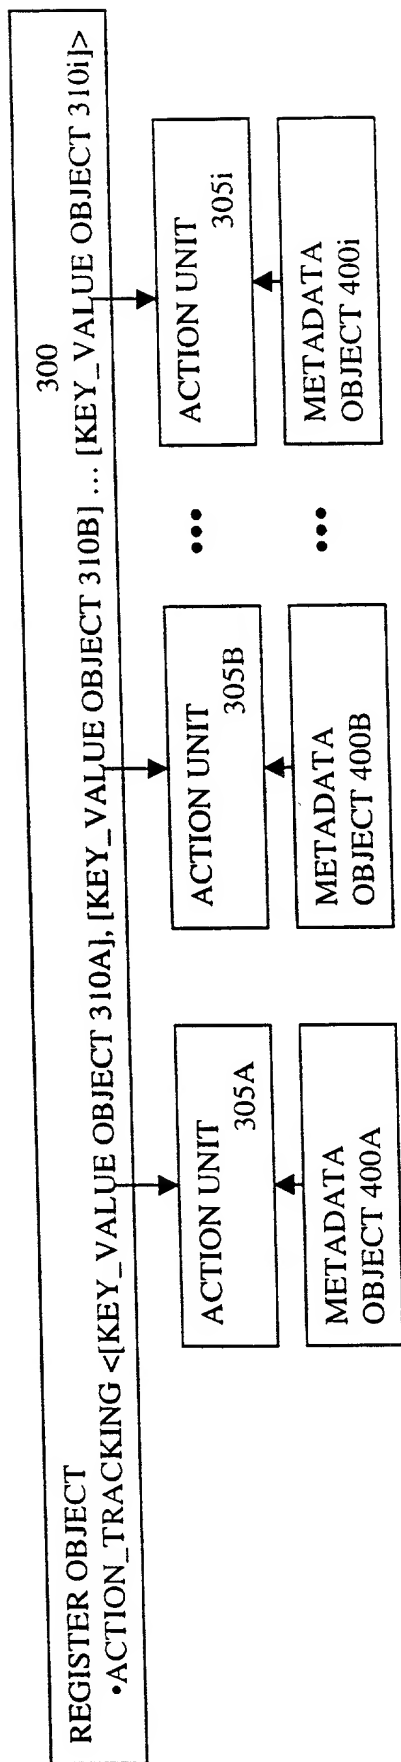 REGISTER OBJECT
300
•ACTION_TRACKING <[KEY_VALUE OBJECT 310A], [KEY_VALUE OBJECT 310B] ... [KEY_VALUE OBJECT 310i]>
ACTION UNIT
305A
ACTION UNIT
305B
•••
ACTION UNIT
305i
METADATA
OBJECT 400A
METADATA
OBJECT 400B
•••
METADATA
OBJECT 400i